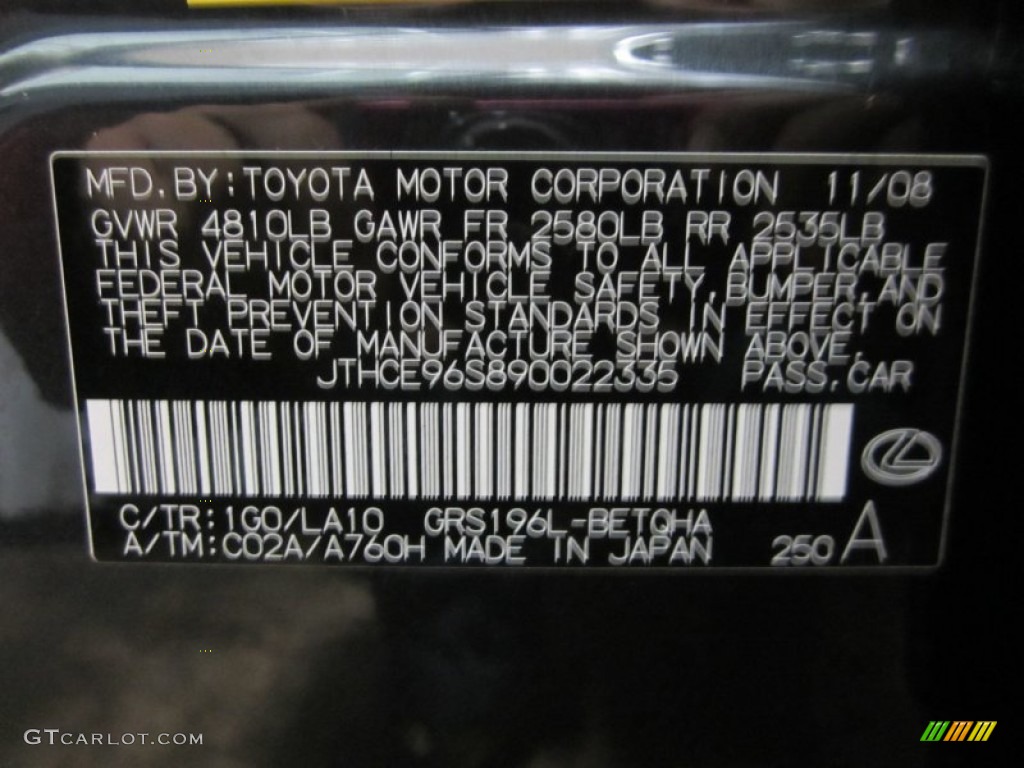 MFD. BY: TOYOTA MOTOR CORPORATION 11/08
GVWR 4810LB GAWR FR 2580LB RR 2535LB
THIS VEHICLE CONFORMS TO ALL APPLICABLE
FEDERAL MOTOR VEHICLE SAFETY, BUMPER, AND
THEFT PREVENTION STANDARDS IN EFFECT ON
THE DATE OF MANUFACTURE SHOWN ABOVE.
JTHCE96S890022335 PASS. CAR
C/TR: 1G0/LA10 GRS196L-BETQHA
A/TM: C02A/A760H MADE IN JAPAN 250 A
GTCARLOT.COM